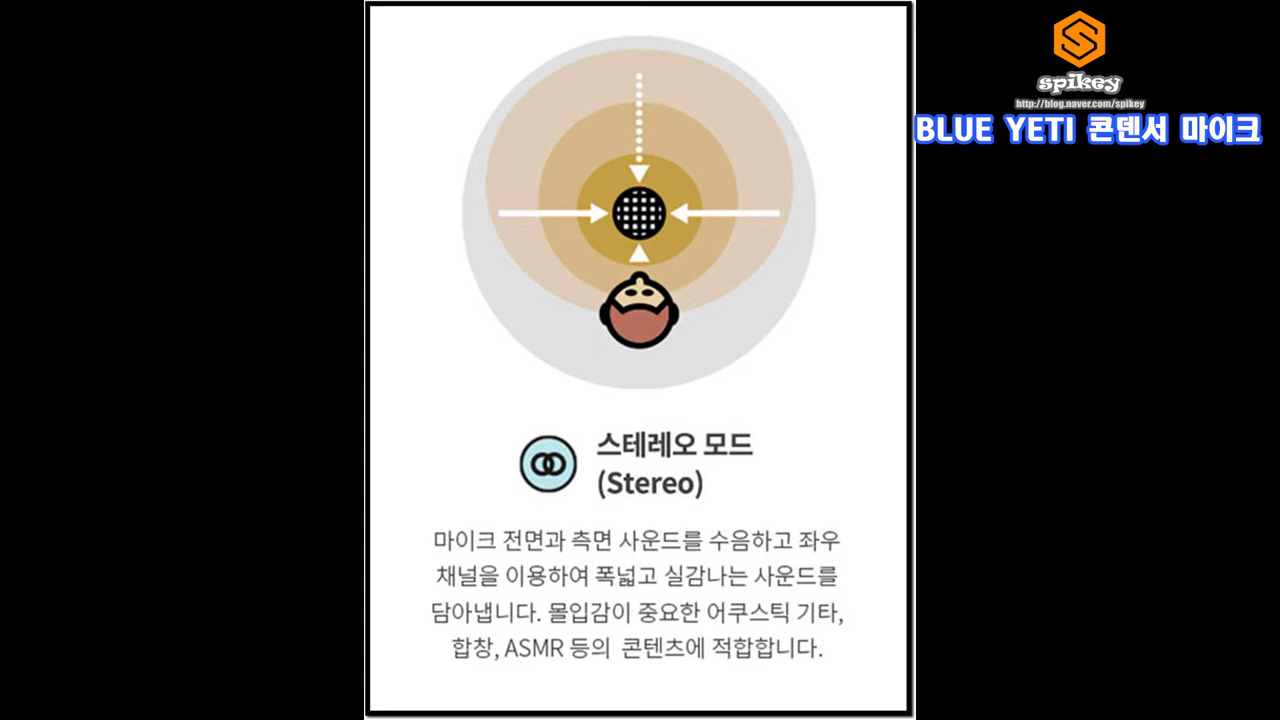 spikey
http://blog.naver.com/spikey
BLUE YETI 콘덴서 마이크
스테레오 모드
(Stereo)
마이크 전면과 측면 사운드를 수음하고 좌우
채널을 이용하여 폭넓고 실감나는 사운드를
담아냅니다. 몰입감이 중요한 어쿠스틱 기타,
합창, ASMR 등의 콘텐츠에 적합합니다.